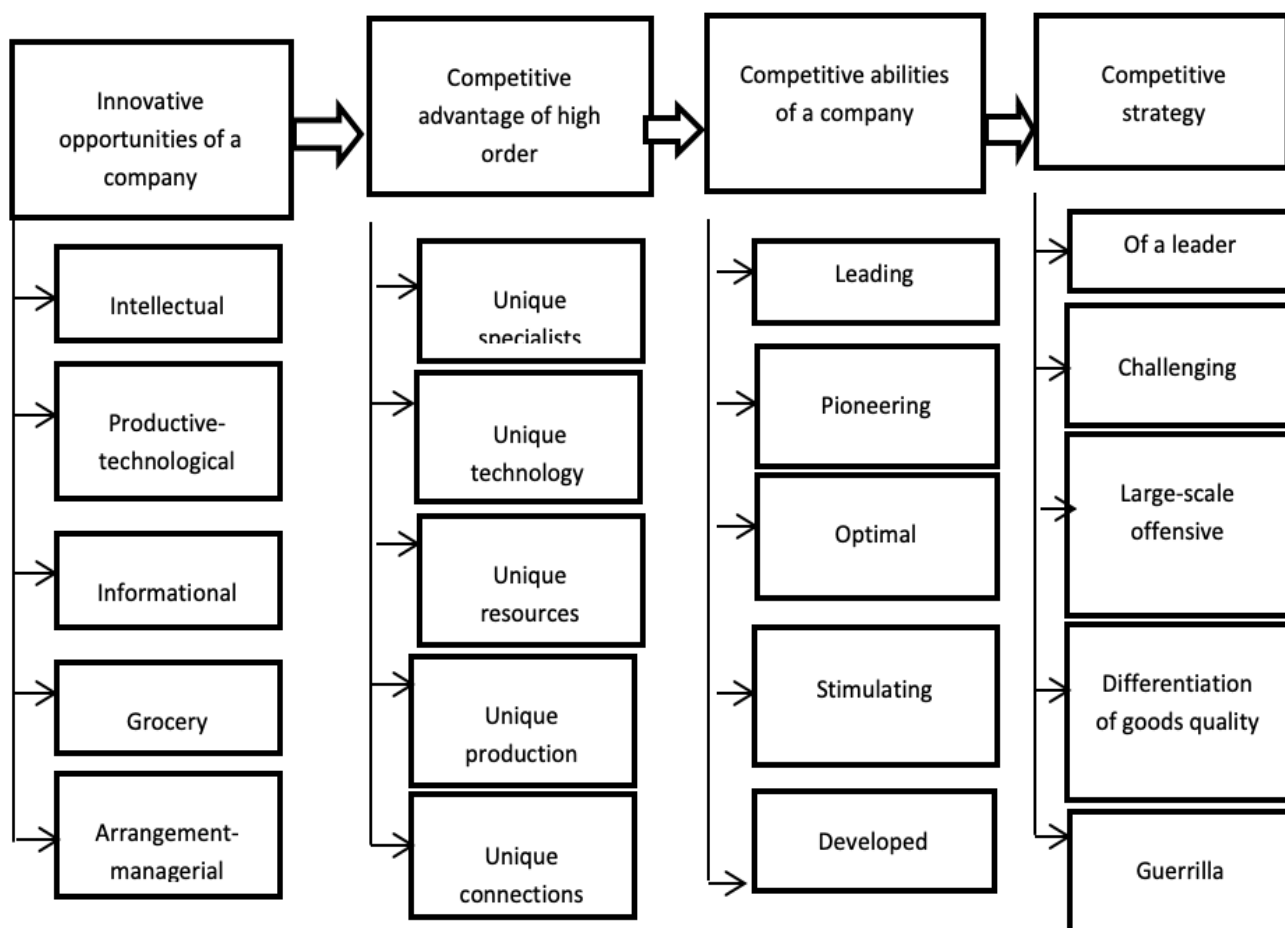 Innovative
opportunities of a
company
Competitive
advantage of high
order
Competitive abilities
of a company
Competitive
strategy
Intellectual
Productive-
technological
Informational
Grocery
Arrangement-
managerial
Unique
specialists
Unique
technology
Unique
resources
Unique
production
Unique
connections
Leading
Pioneering
Optimal
Stimulating
Developed
Of a leader
Challenging
Large-scale
offensive
Differentiation
of goods quality
Guerrilla